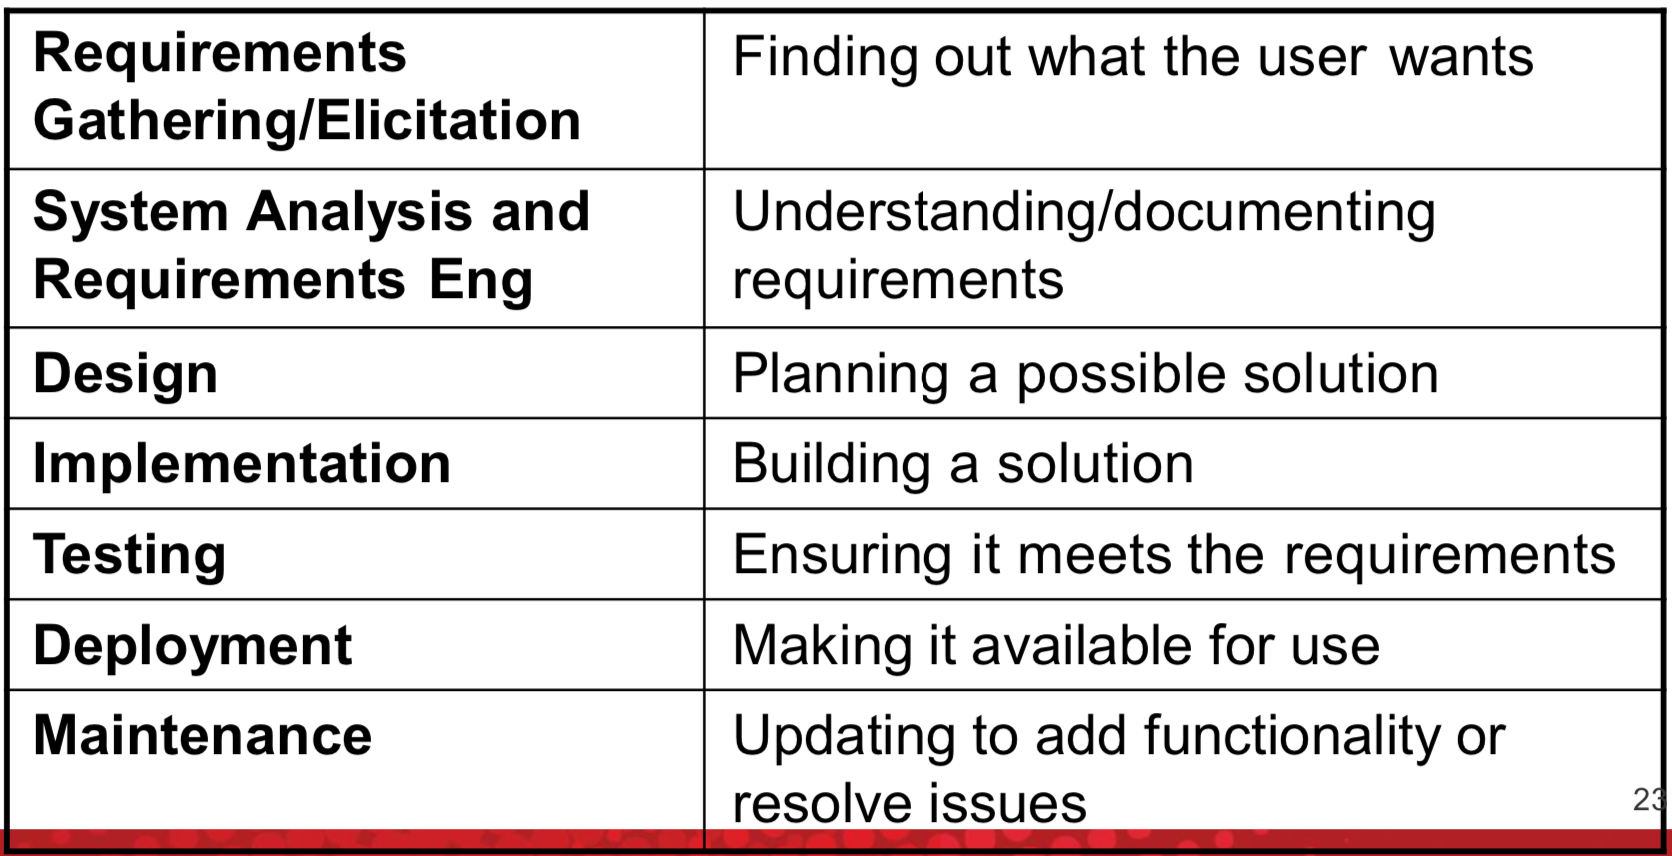 Requirements
Gathering/Elicitation
Finding out what the user wants
System Analysis and
Requirements Eng
Understanding/documenting
requirements
Design
Planning a possible solution
Implementation
Building a solution
Testing
Ensuring it meets the requirements
Deployment
Making it available for use
Maintenance
Updating to add functionality or
resolve issues
23